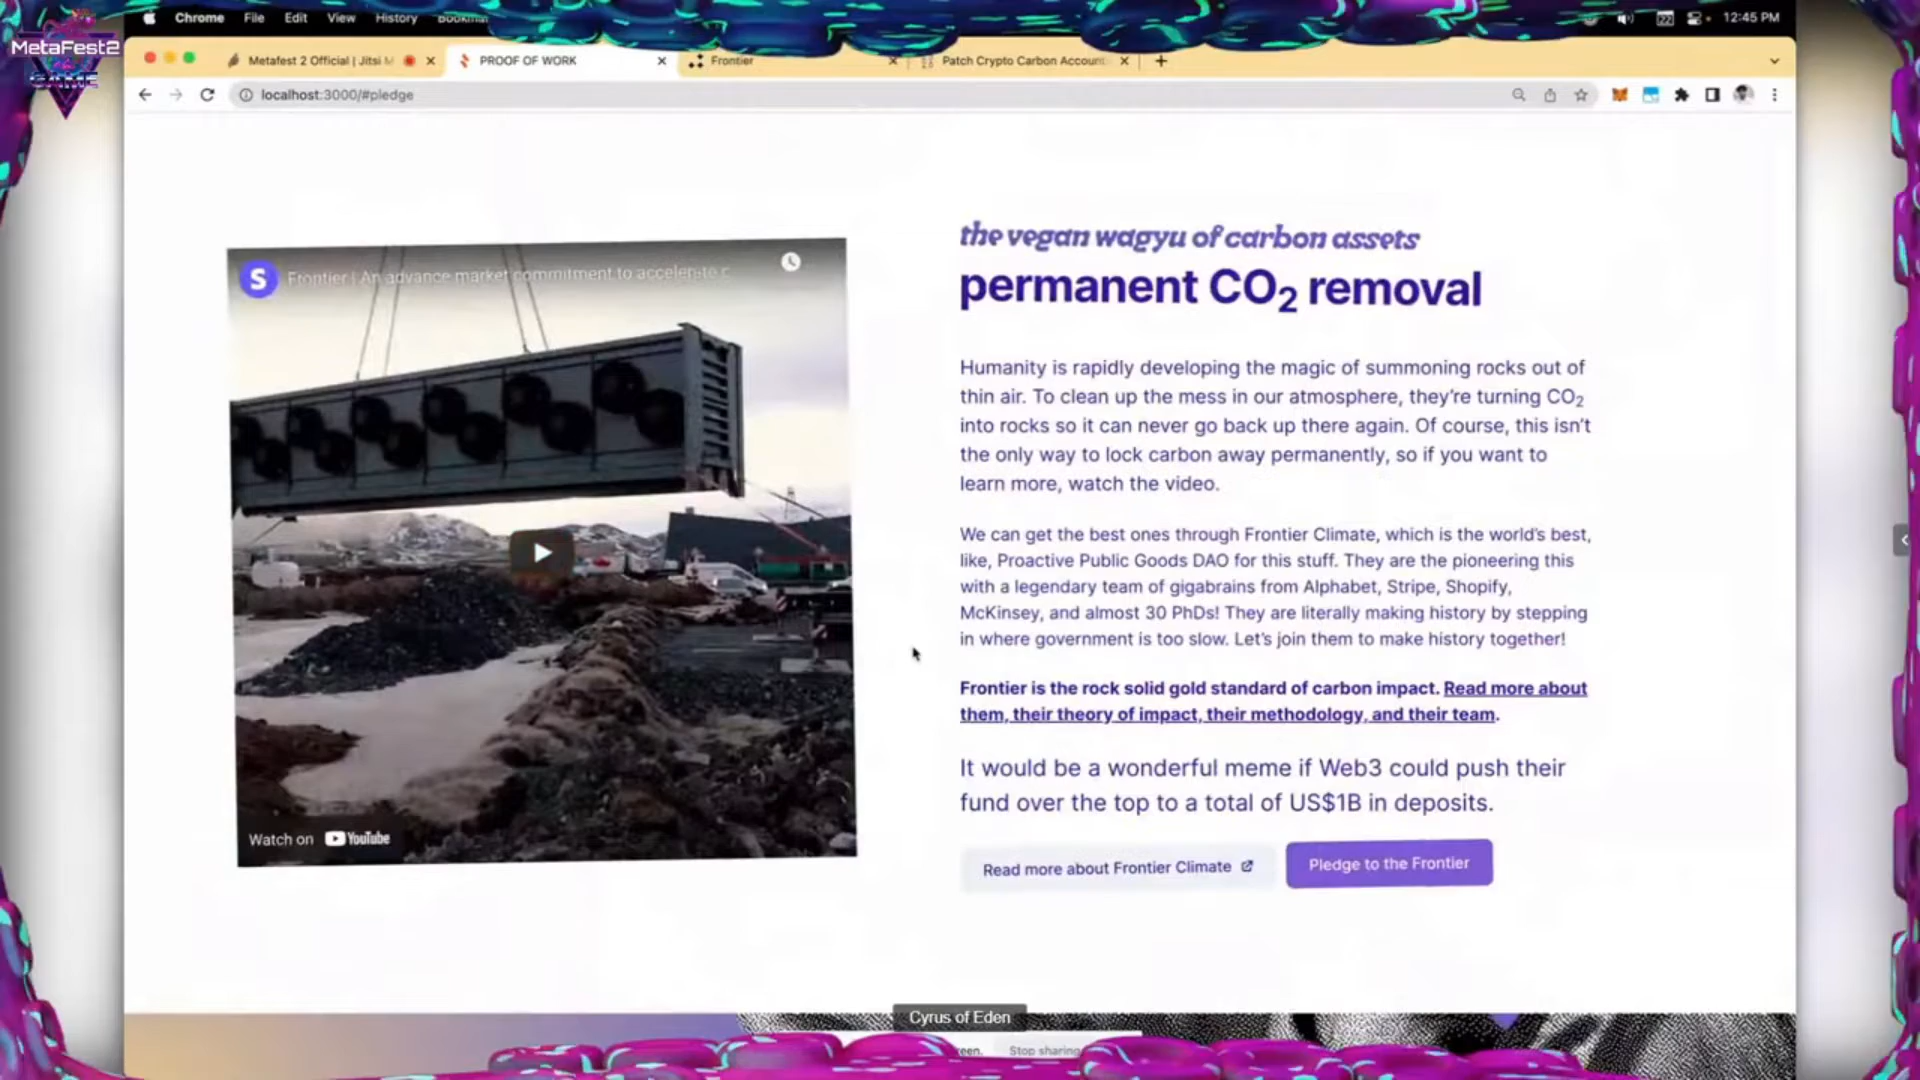 Chrome File Edit View History
12:45 PM
MetaFest2
GAME
Metafest 2 Official | Jitsi M
PROOF OF WORK
Frontier
Patch Crypto Carbon Account
localhost:3000/#pledge
Frontier | An advance market commitment to accelerate c
Watch on YouTube
the vegan wagyu of carbon assets
permanent CO2 removal
Humanity is rapidly developing the magic of summoning rocks out of
thin air. To clean up the mess in our atmosphere, they’re turning CO2
into rocks so it can never go back up there again. Of course, this isn’t
the only way to lock carbon away permanently, so if you want to
learn more, watch the video.
We can get the best ones through Frontier Climate, which is the world’s best,
like, Proactive Public Goods DAO for this stuff. They are the pioneering this
with a legendary team of gigabrains from Alphabet, Stripe, Shopify,
McKinsey, and almost 30 PhDs! They are literally making history by stepping
in where government is too slow. Let’s join them to make history together!
Frontier is the rock solid gold standard of carbon impact. Read more about
them, their theory of impact, their methodology, and their team.
It would be a wonderful meme if Web3 could push their
fund over the top to a total of US$1B in deposits.
Read more about Frontier Climate
Pledge to the Frontier
Cyrus of Eden
Stop sharing